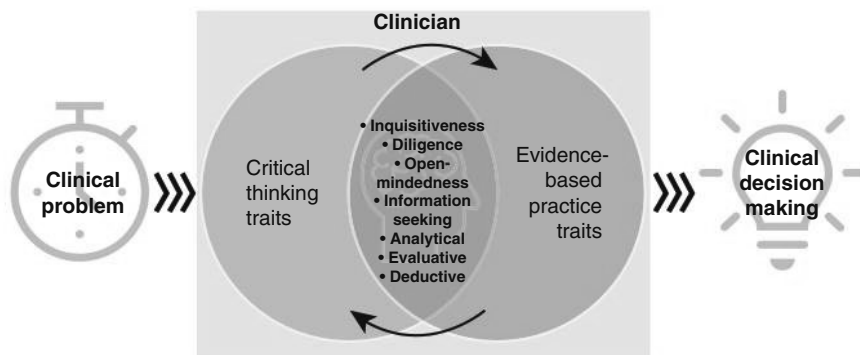 Clinician
Clinical
problem
Critical
thinking
traits
• Inquisitiveness
• Diligence
• Open-
mindedness
• Information
seeking
• Analytical
• Evaluative
• Deductive
Evidence-
based
practice
traits
Clinical
decision
making